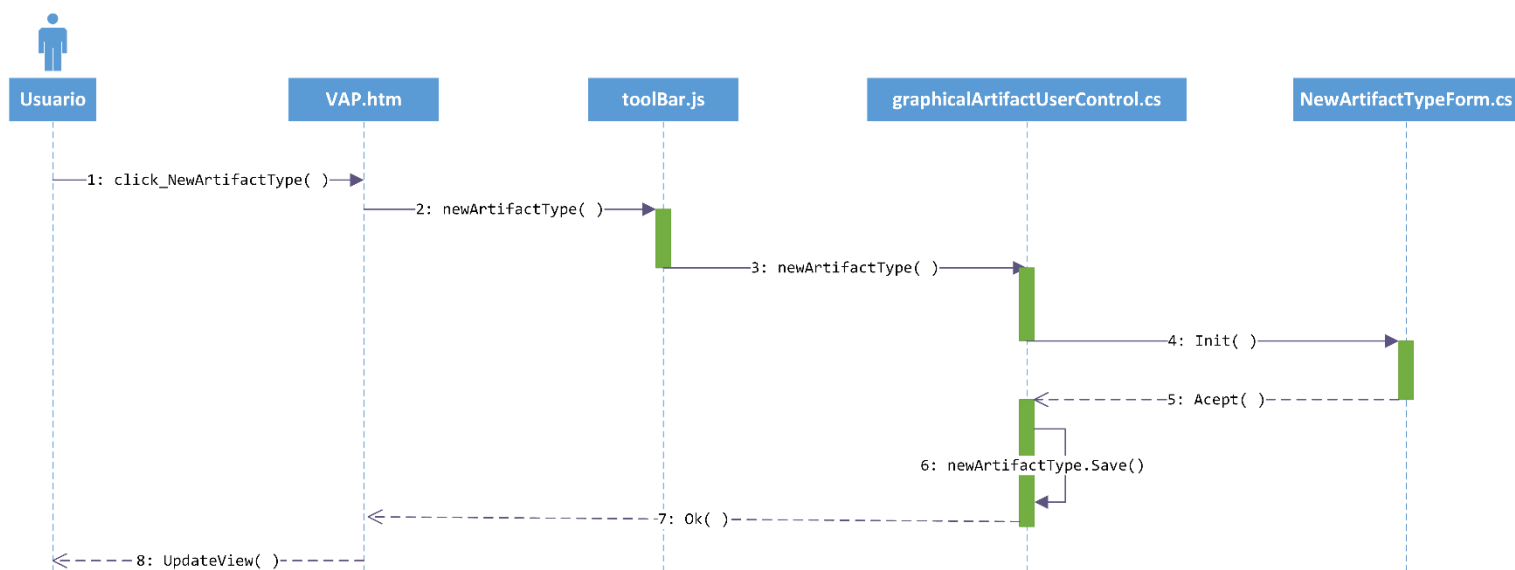 Usuario
VAP.htm
toolBar.js
graphicalArtifactUserControl.cs
NewArtifactTypeForm.cs
1: click_NewArtifactType( )
2: newArtifactType( )
3: newArtifactType( )
4: Init( )
5: Acept( )
6: newArtifactType.Save()
7: Ok( )
8: UpdateView( )